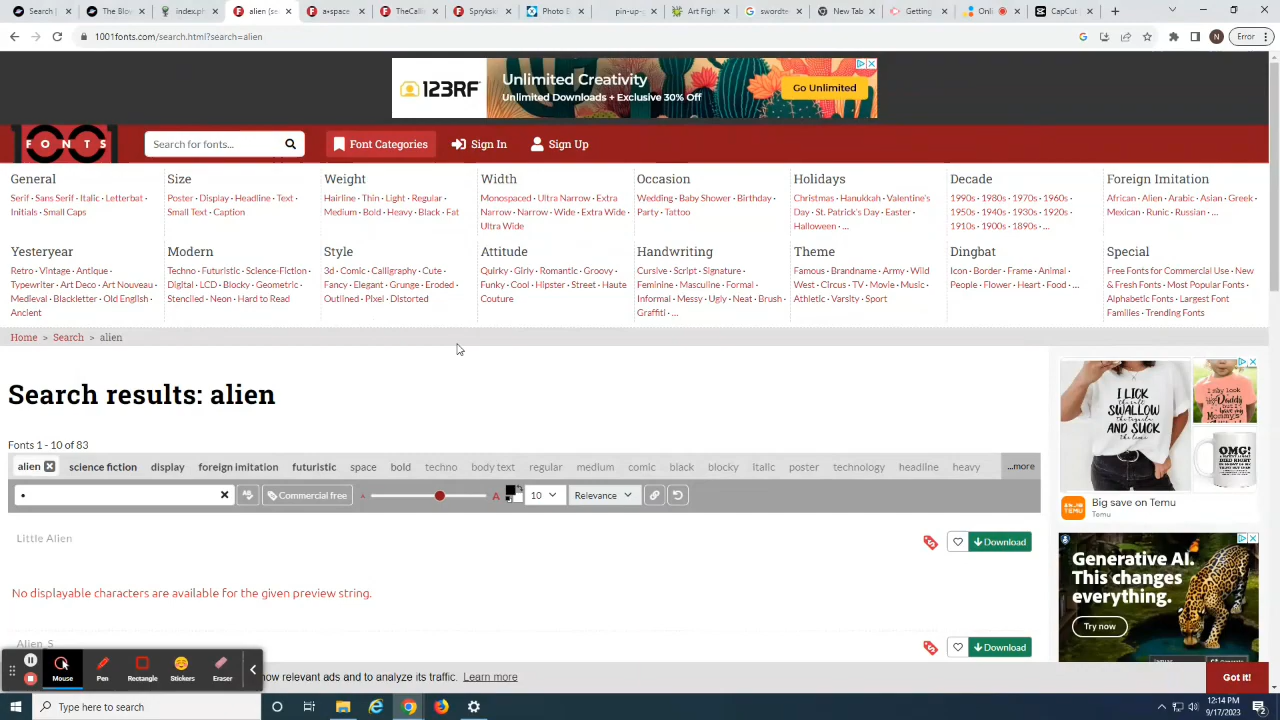 Search
The Blo
index.ph
alien (se
a+space
TheCalli
Sprykski
Photo E
pin-up-
Art Figh
swordte
New Tab
Getting
Onli
CapCut
1001fonts.com/search.html?search=alien
N
Error
123RF
Unlimited Creativity
Unlimited Downloads + Exclusive 30% Off
Go Unlimited
FONTS
Search for fonts...
Font Categories
Sign In
Sign Up
General
Serif · Sans Serif · Italic · Letterbat ·
Initials · Small Caps
Size
Poster · Display · Headline · Text ·
Small Text · Caption
Weight
Hairline · Thin · Light · Regular ·
Medium · Bold · Heavy · Black · Fat
Width
Monospaced · Ultra Narrow · Extra
Narrow · Narrow · Wide · Extra Wide ·
Ultra Wide
Occasion
Wedding · Baby Shower · Birthday ·
Party · Tattoo
Holidays
Christmas · Hanukkah · Valentine's
Day · St. Patrick's Day · Easter ·
Halloween · ...
Decade
1990s · 1980s · 1970s · 1960s ·
1950s · 1940s · 1930s · 1920s ·
1910s · 1900s · 1890s · ...
Foreign Imitation
African · Alien · Arabic · Asian · Greek ·
Mexican · Runic · Russian · ...
Yesteryear
Retro · Vintage · Antique ·
Typewriter · Art Deco · Art Nouveau ·
Medieval · Blackletter · Old English ·
Ancient
Modern
Techno · Futuristic · Science-Fiction ·
Digital · LCD · Blocky · Geometric ·
Stenciled · Neon · Hard to Read
Style
3d · Comic · Calligraphy · Cute ·
Fancy · Elegant · Grunge · Eroded ·
Outlined · Pixel · Distorted
Attitude
Quirky · Girly · Romantic · Groovy ·
Funky · Cool · Hipster · Street · Haute
Couture
Handwriting
Cursive · Script · Signature ·
Feminine · Masculine · Formal ·
Informal · Messy · Ugly · Neat · Brush ·
Graffiti · ...
Theme
Famous · Brandname · Army · Wild
West · Circus · TV · Movie · Music ·
Athletic · Varsity · Sport
Dingbat
Icon · Border · Frame · Animal ·
People · Flower · Heart · Food · ...
Special
Free Fonts for Commercial Use · New
& Fresh Fonts · Most Popular Fonts ·
Alphabetic Fonts · Largest Font
Families · Trending Fonts
Home > Search > alien
Search results: alien
Fonts 1 - 10 of 83
alien science fiction display foreign imitation futuristic space bold techno body text regular medium comic black blocky italic poster technology headline heavy ...more
•
Commercial free
A
10
Relevance
Little Alien
Download
No displayable characters are available for the given preview string.
Alien_S
Download
I LICK
SWALLOW
AND SUCK
OMG!
Big save on Temu
Temu
Generative AI.
This changes
everything.
Try now
Mouse
Pen
Rectangle
Stickers
Eraser
how relevant ads and to analyze its traffic. Learn more
Got it!
Type here to search
12:14 PM
9/17/2023
2